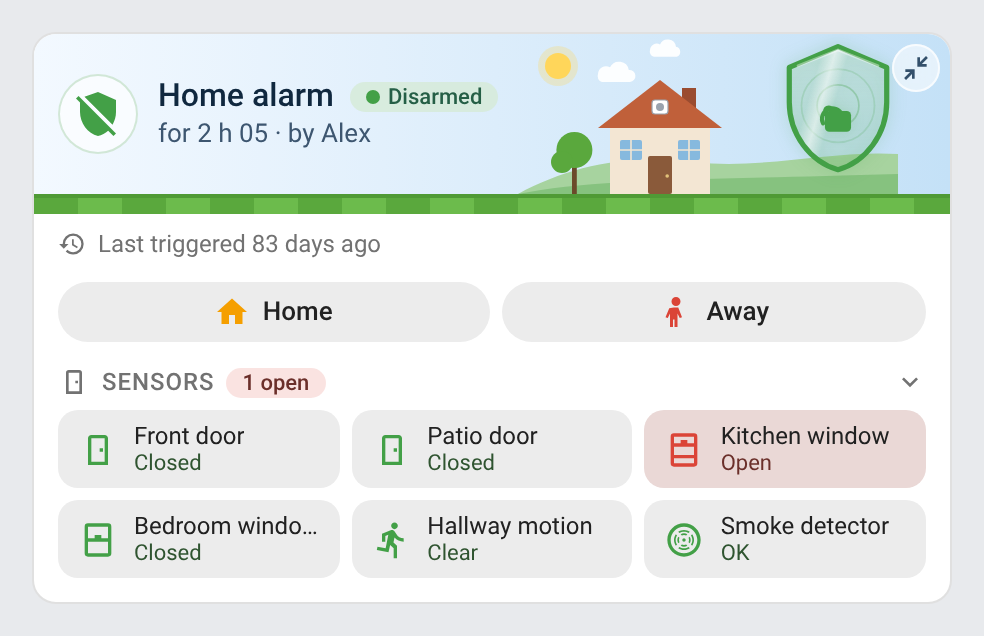 Home alarm
Disarmed
for 2 h 05 · by Alex
Last triggered 83 days ago
Home
Away
SENSORS
1 open
Front door
Closed
Patio door
Closed
Kitchen window
Open
Bedroom windo...
Closed
Hallway motion
Clear
Smoke detector
OK